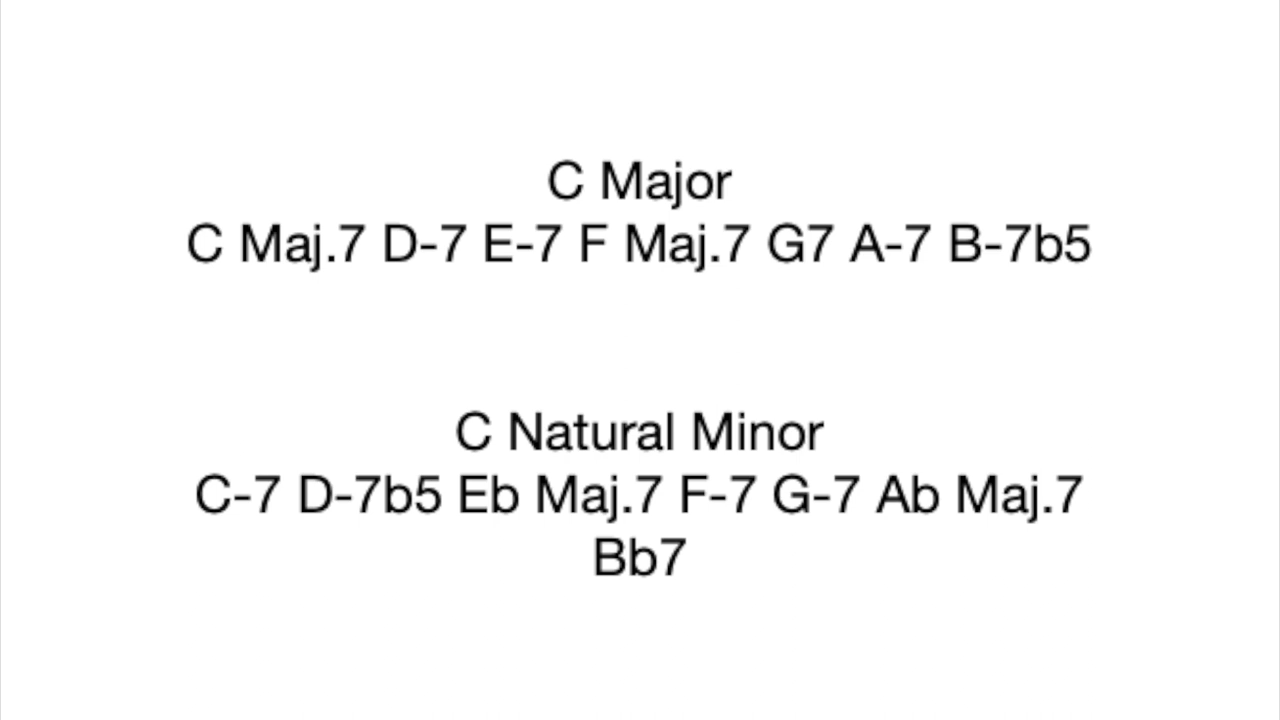 C Major
C Maj.7 D-7 E-7 F Maj.7 G7 A-7 B-7b5
C Natural Minor
C-7 D-7b5 Eb Maj.7 F-7 G-7 Ab Maj.7
Bb7